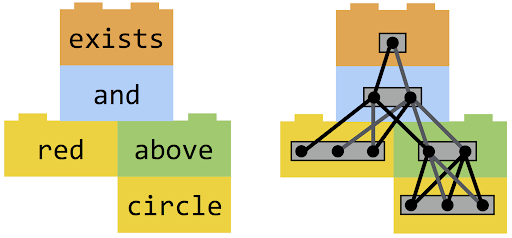 exists
and
red above
circle